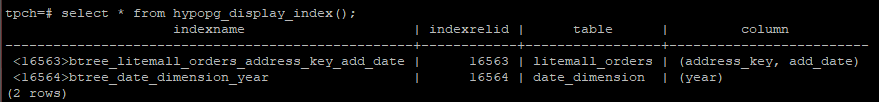 tpch=# select * from hypopg_display_index();
indexname | indexrelid | table | column
----------------------------------------------------+------------+-----------------+-------------------------
<16563>btree_litemall_orders_address_key_add_date | 16563 | litemall_orders | (address_key, add_date)
<16564>btree_date_dimension_year | 16564 | date_dimension | (year)
(2 rows)